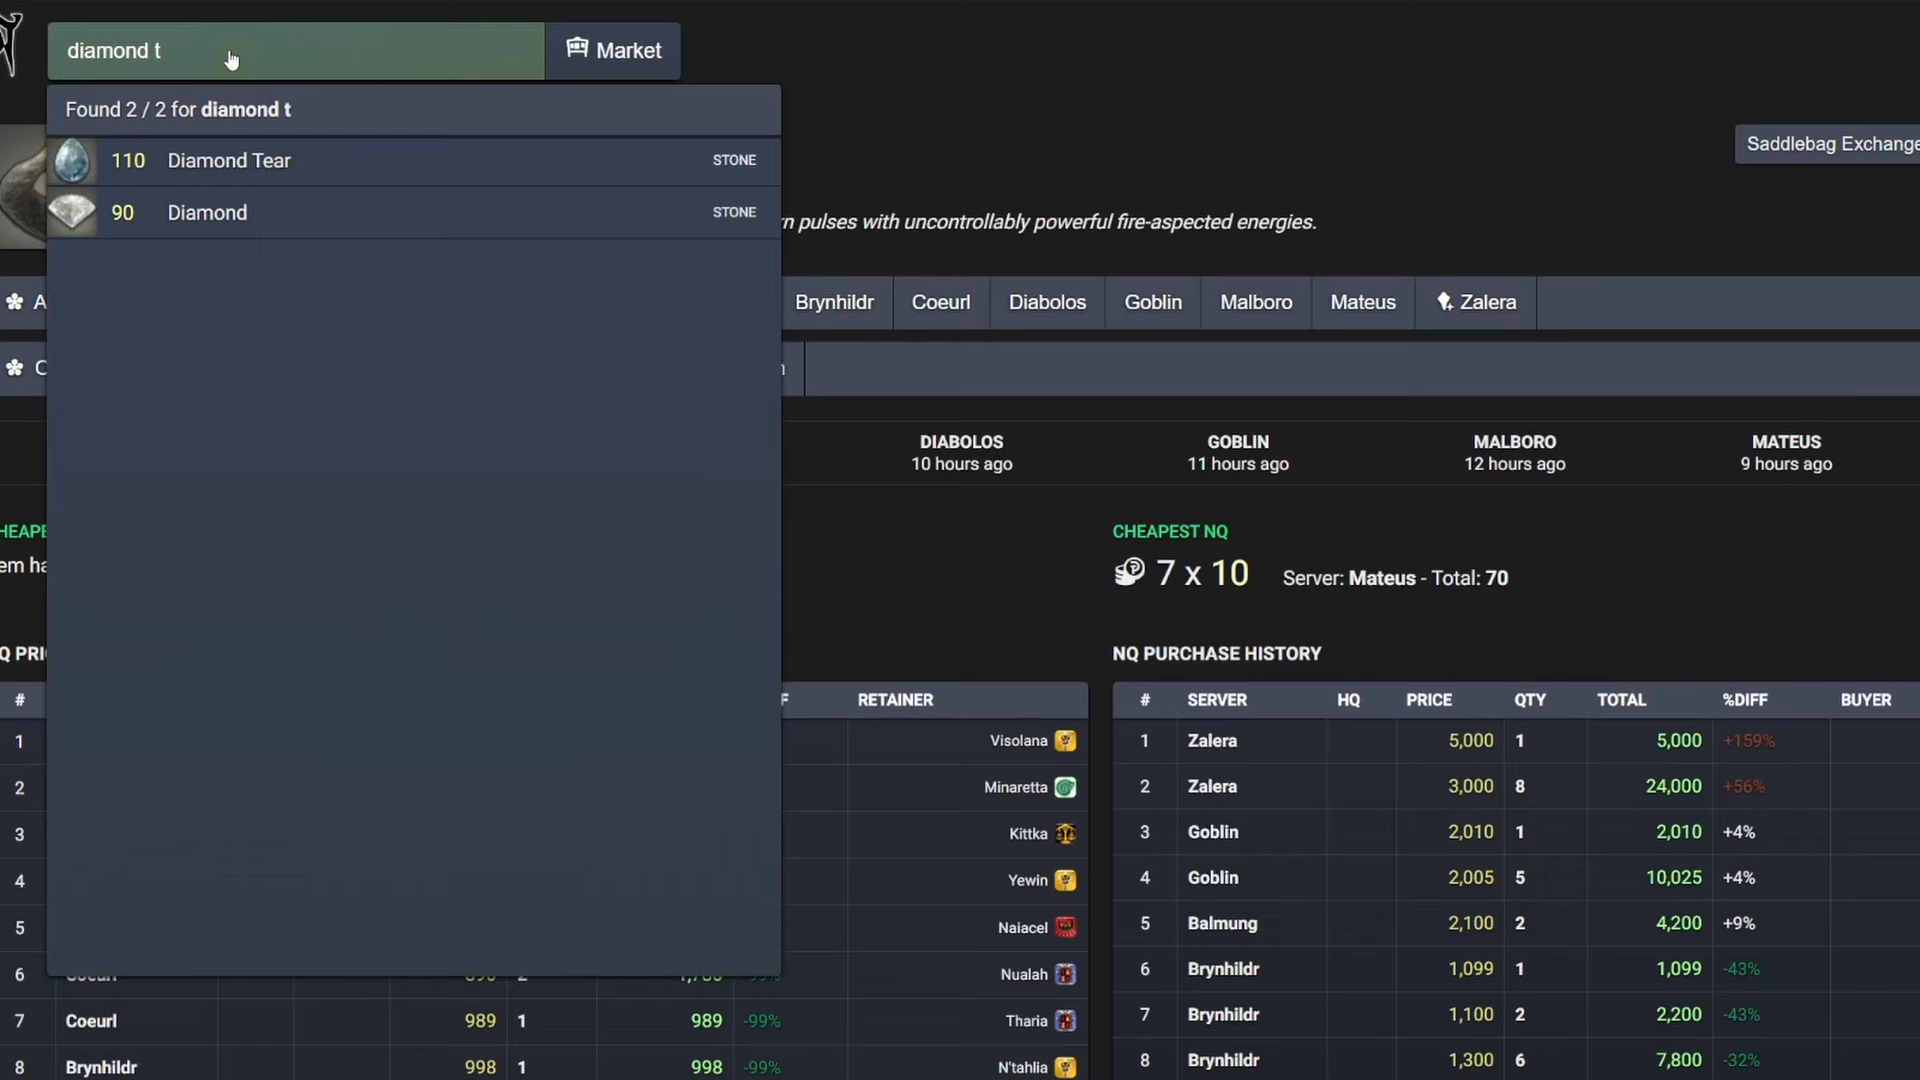 diamond t
Market
Found 2 / 2 for diamond t
110 Diamond Tear STONE
90 Diamond STONE
Saddlebag Exchange
pulses with uncontrollably powerful fire-aspected energies.
Brynhildr Coeurl Diabolos Goblin Malboro Mateus Zalera
DIABOLOS GOBLIN MALBORO MATEUS
10 hours ago 11 hours ago 12 hours ago 9 hours ago
CHEAPEST NQ
7 x 10 Server: Mateus - Total: 70
NQ PURCHASE HISTORY
# RETAINER
1 Visolana
2 Minaretta
3 Kittka
4 Yewin
5 Naiacel
6 Nualah
7 Coeurl 989 1 989 -99% Tharia
8 Brynhildr 998 1 998 -99% N'tahlia
# SERVER HQ PRICE QTY TOTAL %DIFF BUYER
1 Zalera 5,000 1 5,000 +159%
2 Zalera 3,000 8 24,000 +56%
3 Goblin 2,010 1 2,010 +4%
4 Goblin 2,005 5 10,025 +4%
5 Balmung 2,100 2 4,200 +9%
6 Brynhildr 1,099 1 1,099 -43%
7 Brynhildr 1,100 2 2,200 -43%
8 Brynhildr 1,300 6 7,800 -32%